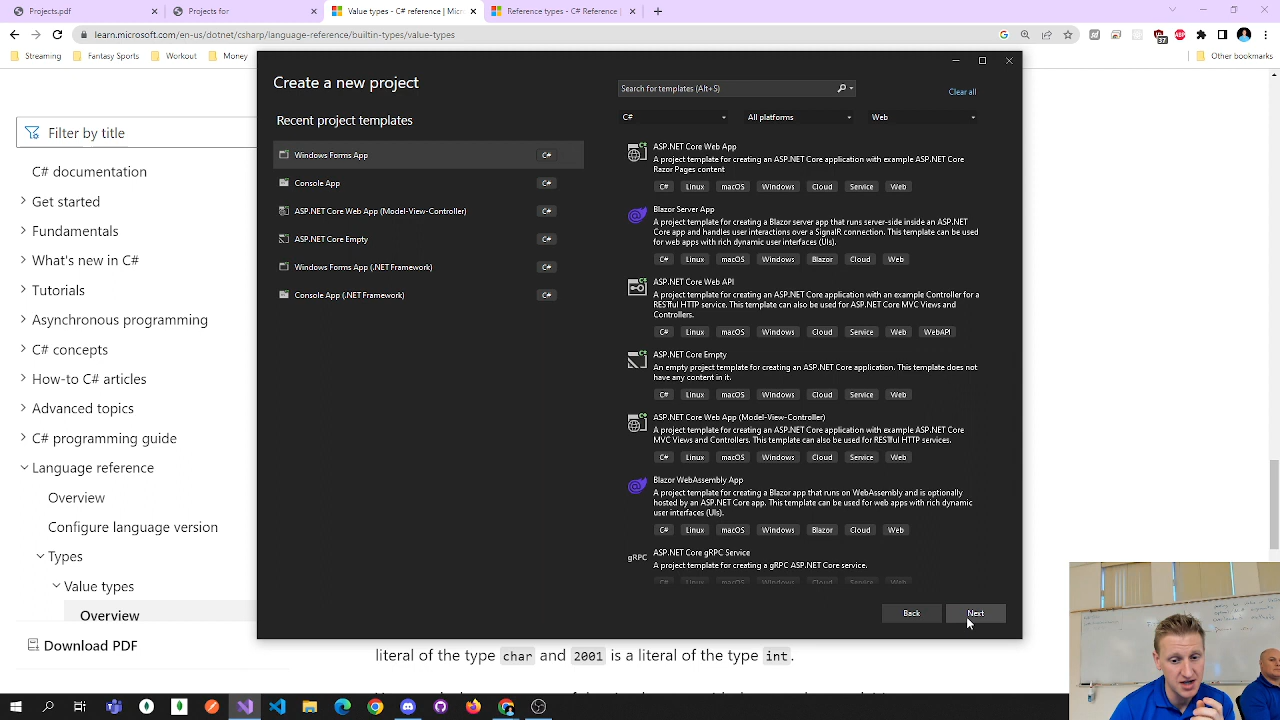 Projects.pdf
Projects for
Value types - C# reference | Micr
Reference types - C# Reference |
learn.microsoft.com/en-us/dotnet/csharp/language-reference/builtin-types/value-types
37
Streaming
Fantasy Sports
Workout
Money
Other favorites
Filter by title
C# documentation
Get started
Fundamentals
What's new in C#
Tutorials
Asynchronous programming
C# concepts
How-to C# articles
Advanced topics
C# programming guide
Language reference
Overview
Configure language version
Types
Value types
Overview
Download PDF
Create a new project
Recent project templates
Windows Forms App C#
Console App C#
ASP.NET Core Web App (Model-View-Controller) C#
ASP.NET Core Empty C#
Windows Forms App (.NET Framework) C#
Console App (.NET Framework) C#
Search for templates (Alt+S)
Clear all
C# All platforms Web
ASP.NET Core Web App
A project template for creating an ASP.NET Core application with example ASP.NET Core
Razor Pages content
C# Linux macOS Windows Cloud Service Web
Blazor Server App
A project template for creating a Blazor server app that runs server-side inside an ASP.NET
Core app and handles user interactions over a SignalR connection. This template can be used
for web apps with rich dynamic user interfaces (UIs).
C# Linux macOS Windows Blazor Cloud Web
ASP.NET Core Web API
A project template for creating an ASP.NET Core application with an example Controller for a
RESTful HTTP service. This template can also be used for ASP.NET Core MVC Views and
Controllers.
C# Linux macOS Windows Cloud Service Web WebAPI
ASP.NET Core Empty
An empty project template for creating an ASP.NET Core application. This template does not
have any content in it.
C# Linux macOS Windows Cloud Service Web
ASP.NET Core Web App (Model-View-Controller)
A project template for creating an ASP.NET Core application with example ASP.NET Core
MVC Views and Controllers. This template can also be used for RESTful HTTP services.
C# Linux macOS Windows Cloud Service Web
Blazor WebAssembly App
A project template for creating a Blazor app that runs on WebAssembly and is optionally
hosted by an ASP.NET Core app. This template can be used for web apps with rich dynamic
user interfaces (UIs).
C# Linux macOS Windows Blazor Cloud Web
gRPC
ASP.NET Core gRPC Service
A project template for creating a gRPC ASP.NET Core service.
C# Linux macOS Windows Cloud Service Web
Back Next
literal of the type char and 2001 is a literal of the type int.